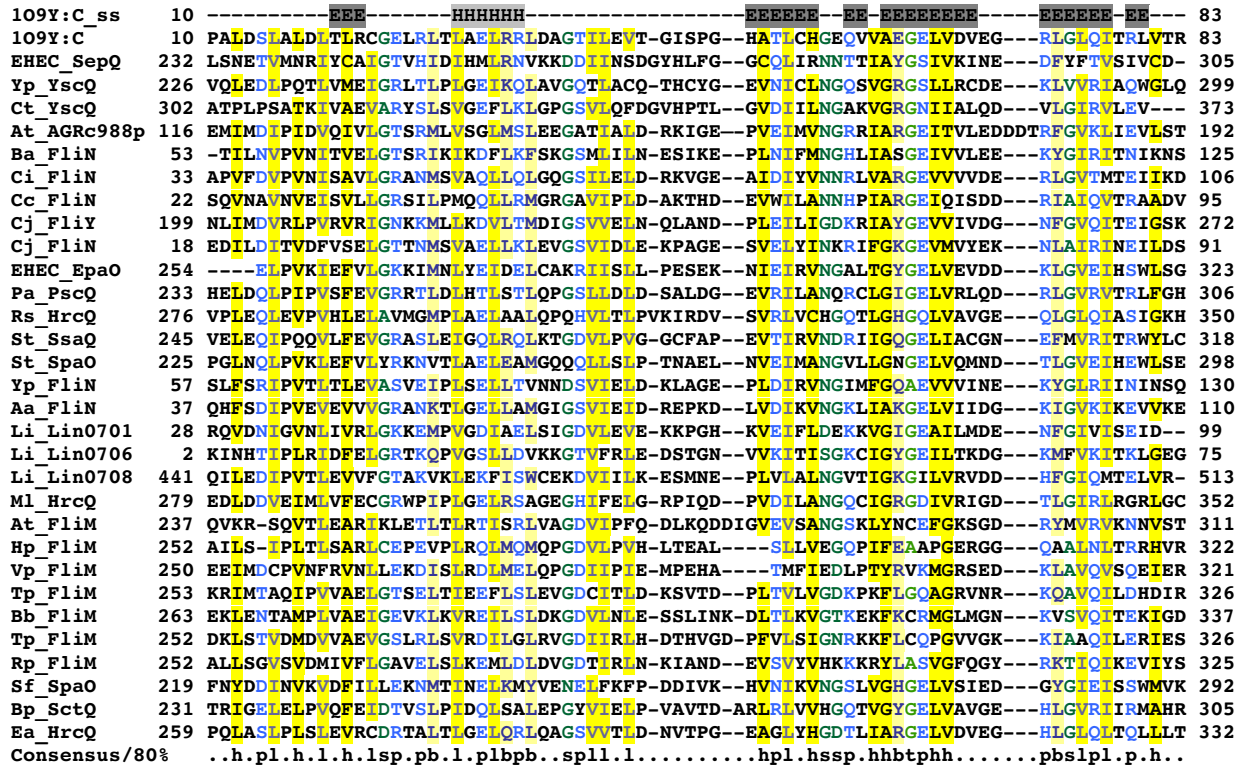 1O9Y:C_ss 10 ----------EEE-------HHHHHH------------------EEEEEE--EE-EEEEEEEE-----EEEEEE-EE--- 83
1O9Y:C 10 PALDSLALDLTLRCGELRLTLAELRRLDAGTILEVT-GISPG-HATLCHGEQVVAEGELVDVEG---RLGLQITRLVTR 83
EHEC_SepQ 232 LSNETVMNRIYCAIGTVHIDIHMLRNVKKDDIINSDGYHLFG-GCQLIRNNTTIAYGSIVKINE---DFYFTVSIVCD- 305
Yp_YscQ 226 VQLEDLPQTLVMEIGRLTLPLGEIKQLAVGQTLACQ-THCYG-EVNICLNGQSVGRGSLLRCDE---KLVVRIAQWGLQ 299
Ct_YscQ 302 ATPLPSATKIVAEVARYSLSVGEFLKLGPGSVLQFDGVHPTL-GVDIILNGAKVGRGNIIALQD---VLGIRVLEV--- 373
At_AGRc988p 116 EMIMDIPIDVQIVLGTSRMLVSGLMSLEEGATIALD-RKIGE--PVEIMVNGRRIARGEITVLEDDDTRFGVKLIEVLST 192
Ba_FliN 53 -TILNVPVNITVELGTSRIKIKDFLKFSKGSMLILN-ESIKE--PLNIFMNGHLIASGEIVVLEE---KYGIRITNIKNS 125
Ci_FliN 33 APVFDVPVNISAVLGRANMSVAQLLQLGQGSILELD-RKVGE--AIDIYVNNRLVARGEVVVVDE---RLGVTMTEIIKD 106
Cc_FliN 22 SQVNAVNVEISVLLGRSILPMQQLLRMGRGAVIPLD-AKTHD--EVWILANNHPIARGEIQISDD---RIAIQVTRAADV 95
Cj_FliY 199 NLIMDVRLPVRVRIGNKKMLLKDVLTMDIGSVVELN-QLAND--PLEILIGDKRIAYGEVVIVDG---NFGVQITEIGSK 272
Cj_FliN 18 EDILDITVDFVSELGTTNMSVAELLKLEVGSVIDLE-KPAGE--SVELYINKRIFGKGEVMVYEK---NLAIRINEILDS 91
EHEC_EpaO 254 ----ELPVKIEFVLGKKIMNLYEIDELCAKRIISLL-PESEK--NIEIRVNGALTGYGELVEVDD---KLGVEIHSWLSG 323
Pa_PscQ 233 HELDQLPIPVSFEVGRRTLDLHTLSTLQPGSLLDLD-SALDG--EVRILANQRCLGIGELVRLQD---RLGVRVTRLFGH 306
Rs_HrcQ 276 VPLEQLEVPVHLELAVMGMPLAELAALQPQHVLTLPVKIRDV--SVRLVCHGQTLGHGQLVAVGE---QLGLQIASIGKH 350
St_SsaQ 245 VELEQIPQQVLFEVGRASLEIGQLRQLKTGDVLPVG-GCFAP--EVTIRVNDRIIGQGELIACGN---EFMVRITRWYLC 318
St_SpaO 225 PGLNQLPVKLEFVLYRKNVTLAELEAMGQQQLLSLP-TNAEL--NVEIMANGVLLGNGELVQMND---TLGVEIHEWLSE 298
Yp_FliN 57 SLFSRIPVTLTLEVASVEIPLSELLTVNNDSVIELD-KLAGE--PLDIRVNGIMFGQAEVVVINE---KYGLRIININSQ 130
Aa_FliN 37 QHFSDIPVEVEVVVGRANKTLGELLAMGIGSVIEID-REPKD--LVDIKVNGKLIAKGELVIIDG---KIGVKIKEVVKE 110
Li_Lin0701 28 RQVDNIGVNLIVRLGKKEMPVGDIAELSIGDVLEVE-KKPGH--KVEIFLDEKKVGIGEAILMDE---NFGIVISEID-- 99
Li_Lin0706 2 KINHTIPLRIDFELGRTKQPVGSLLDVKKGTVFRLE-DSTGN--VVKITISGKCIGYGEILTKDG---KMFVKITKLGEG 75
Li_Lin0708 441 QILEDIPVTLEVVFGTAKVKLEKFISWCEKDVIILK-ESMNE--PLVLALNGVTIGKGILVRVDD---HFGIQMTELVR- 513
Ml_HrcQ 279 EDLDDVEIMLVFECGRWPIPLGELRSAGEGHIFELG-RPIQD--PVDILANGQCIGRGDIVRIGD---TLGIRLRGRLGC 352
At_FliM 237 QVKR-SQVTLEARIKLETLTLRTISRLVAGDVIPFQ-DLKQDDIGVEVSANGSKLYNCEFGKSGD---RYMVRVKNNVST 311
Hp_FliM 252 AILS-IPLTLSARLCEPEVPLRQLMQMQPGDVLPVH-LTEAL----SLLVEGQPIFEAAPGERGG---QAALNLTRRHVR 322
Vp_FliM 250 EEIMDCPVNFRVNLLEKDISLRDLMELQPGDIIPIE-MPEHA----TMFIEDLPTYRVKMGRSED---KLAVQVSQEIER 321
Tp_FliM 253 KRIMTAQIPVVAELGTSELTIEEFLSLEVGDCITLD-KSVTD--PLTVLVGDKPKFLGQAGRVNR---KQAVQILDHDIR 326
Bb_FliM 263 EKLENTAMPLVAEIGEVKLKVREILSLDKGDVLNLE-SSLINK-DLTLKVGTKEKFKCRMGLMGN---KVSVQITEKIGD 337
Tp_FliM 252 DKLSTVDMDVVAEVGSLRLSVRDILGLRVGDIIRLH-DTHVGD-PFVLSIGNRKKFLCQPGVVGK---KIAAQILERIES 326
Rp_FliM 252 ALLSGVSVDMIVFLGAVELSLKEMLDLDVGDTIRLN-KIAND--EVSVYVHKKKRYLASVGFQGY---RKTIQIKEVIYS 325
Sf_SpaO 219 FNYDDINVKVDFILLEKNMTINELKMYVENELFKFP-DDIVK--HVNIKVNGSLVGHGELVSIED---GYGIEISSWMVK 292
Bp_SctQ 231 TRIGELELPVQFEIDTVSLPIDQLSALEPGYVIELP-VAVTD-ARLRLVVHGQTVGYGELVAVGE---HLGVRIIRMAHR 305
Ea_HrcQ 259 PQLASLPLSLEVRCDRTALTLGELQRLQAGSVVTLD-NVTPG--EAGLYHGDTLIARGELVDVEG---HLGLQLTQLLLT 332
Consensus/80% ..h.pl.h.l.h.lsp.pb.l.plbpb..spll.l........hpl.hssp.hhbtphh........pbslpl.p.h..